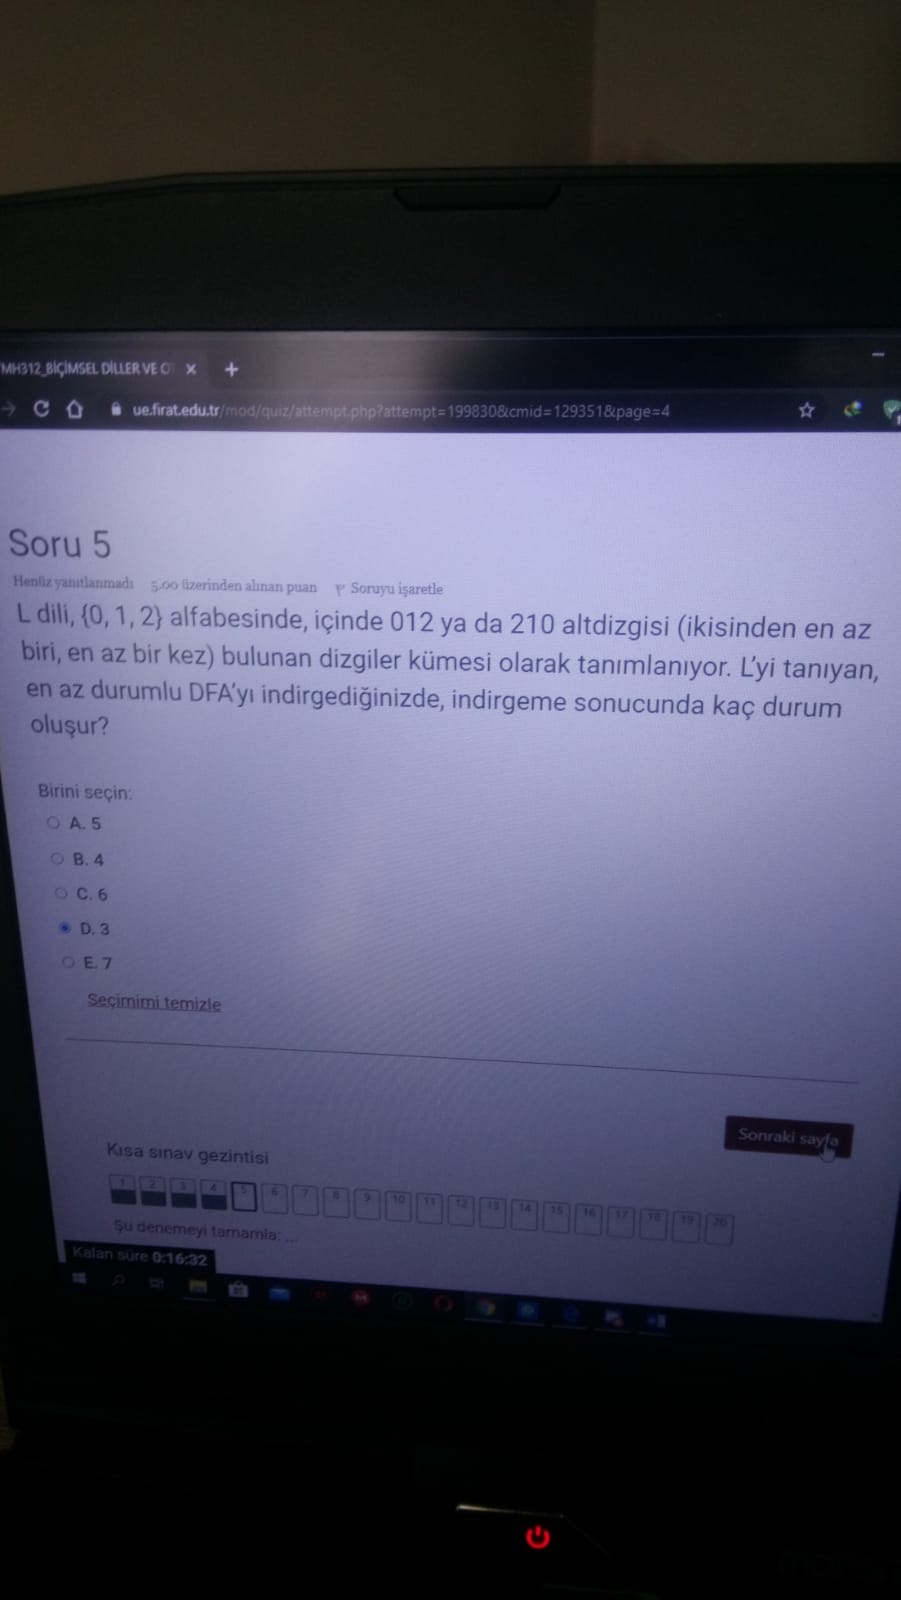 MH312_BİÇİMSEL DİLLER VE O
ue.firat.edu.tr/mod/quiz/attempt.php?attempt=199830&cmid=129351&page=4
Soru 5
Henüz yanıtlanmadı 5,00 üzerinden alınan puan Soruyu işaretle
L dili, {0, 1, 2} alfabesinde, içinde 012 ya da 210 altdizgisi (ikisinden en az
biri, en az bir kez) bulunan dizgiler kümesi olarak tanımlanıyor. L'yi tanıyan,
en az durumlu DFA'yı indirgediğinizde, indirgeme sonucunda kaç durum
oluşur?
Birini seçin:
A. 5
B. 4
C. 6
D. 3
E. 7
Seçimimi temizle
Sonraki sayfa
Kısa sınav gezintisi
1 2 3 4 5 6 7 8 9 10 11 12 13 14 15 16 17 18 19 20
Şu denemeyi tamamla: ...
Kalan süre 0:16:32